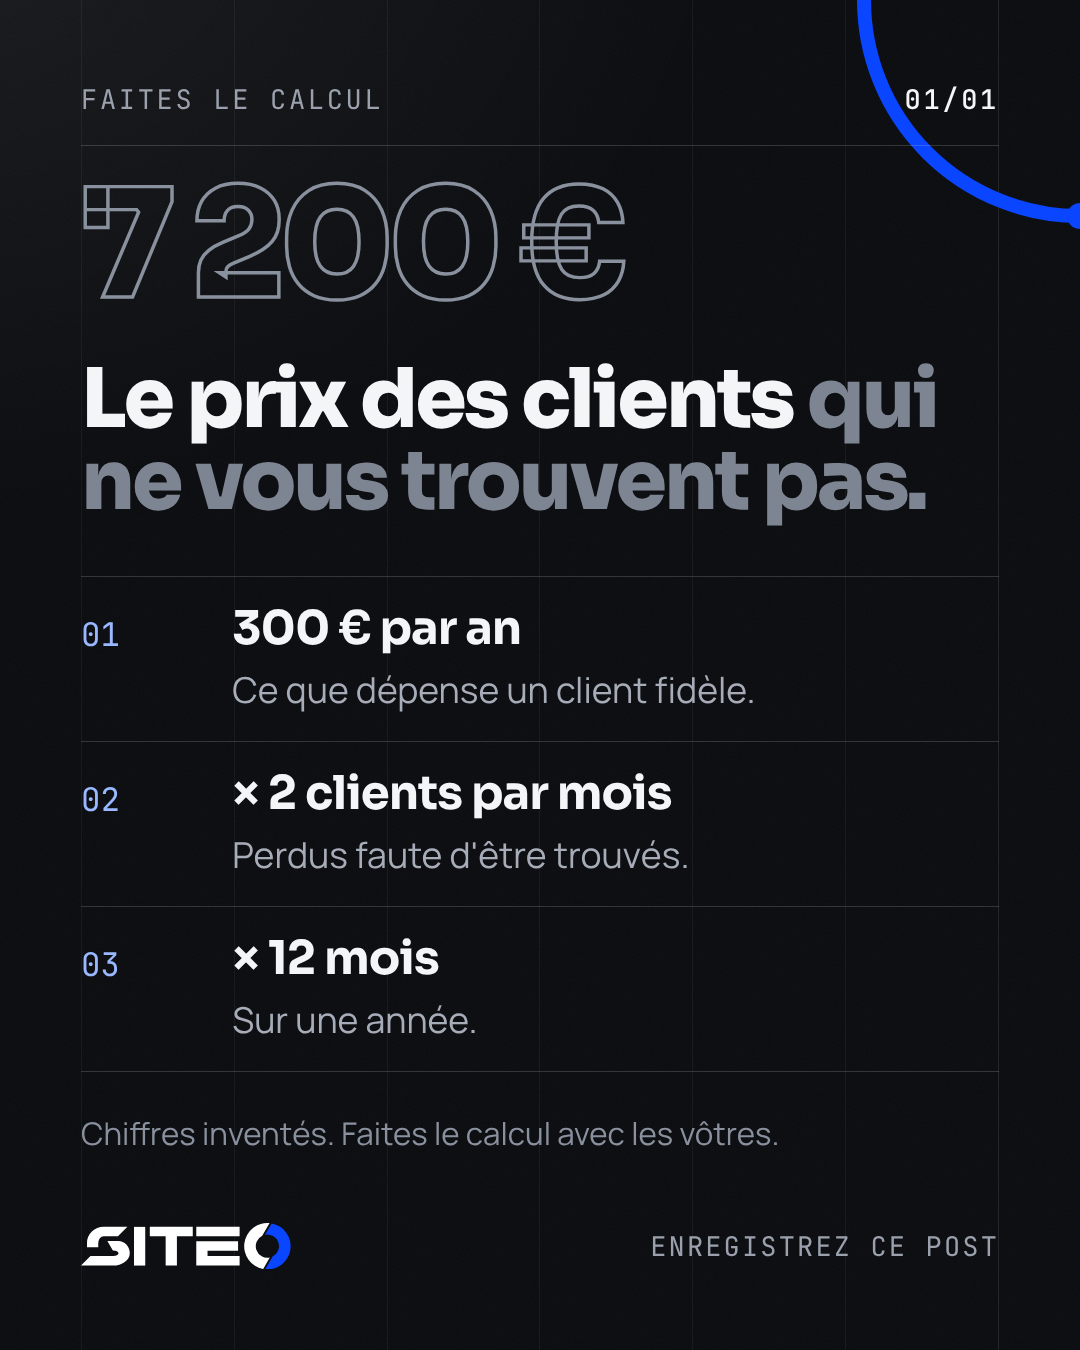 FAITES LE CALCUL
01/01
7 200 €
Le prix des clients qui
ne vous trouvent pas.
01
300 € par an
Ce que dépense un client fidèle.
02
× 2 clients par mois
Perdus faute d'être trouvés.
03
× 12 mois
Sur une année.
Chiffres inventés. Faites le calcul avec les vôtres.
SITEO
ENREGISTREZ CE POST